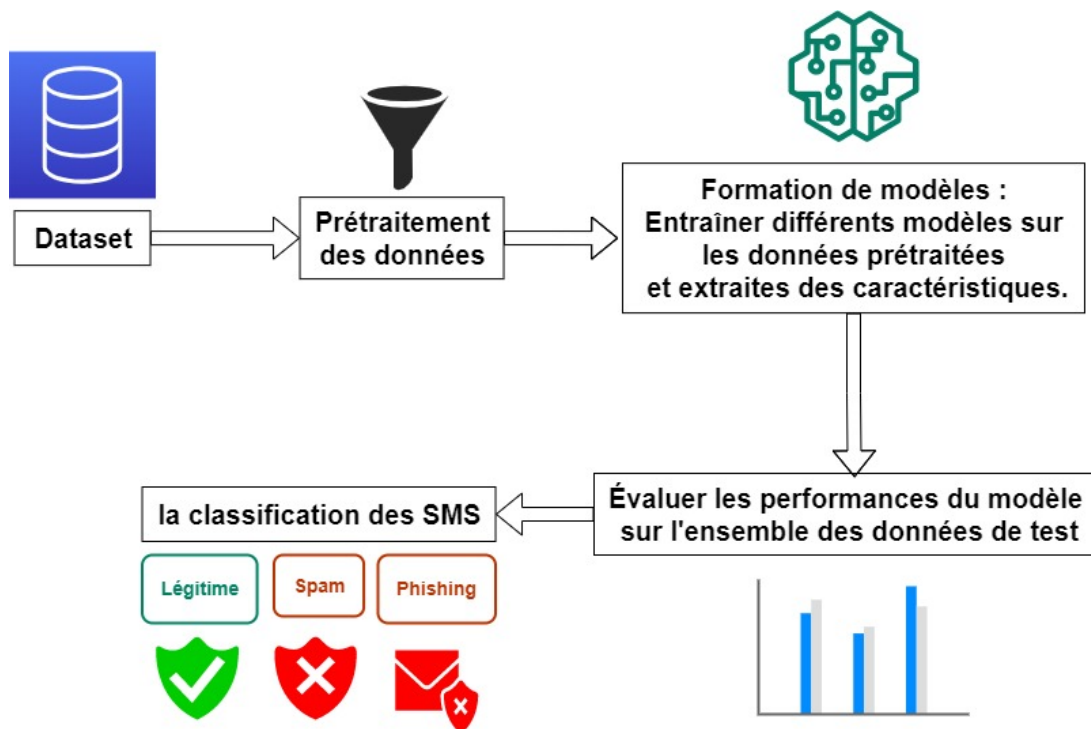 Dataset
Prétraitement
des données
Formation de modèles :
Entraîner différents modèles sur
les données prétraitées
et extraites des caractéristiques.
Évaluer les performances du modèle
sur l'ensemble des données de test
la classification des SMS
Légitime
Spam
Phishing